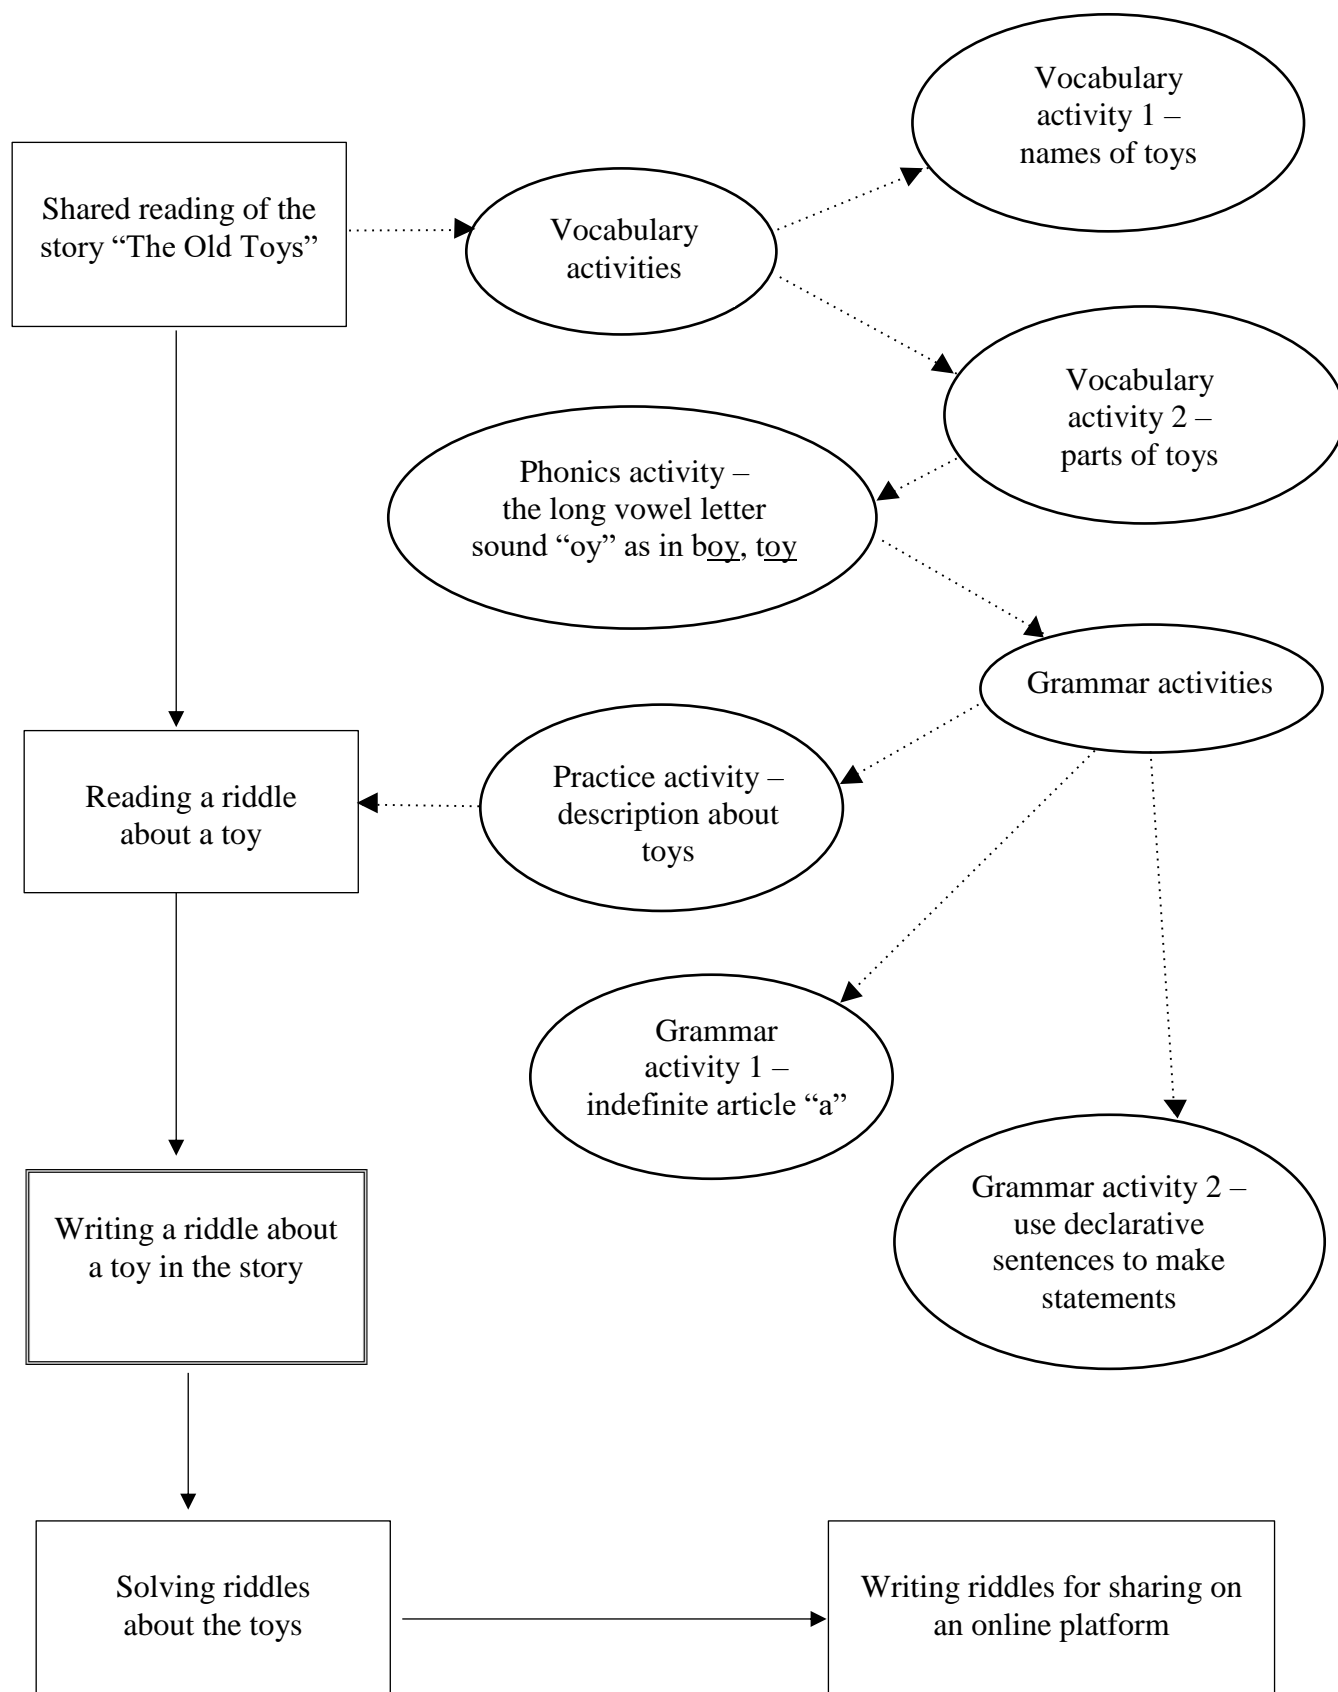 Vocabulary
activity 1 –
names of toys
Shared reading of the
story “The Old Toys”
Vocabulary
activities
Vocabulary
activity 2 –
parts of toys
Phonics activity –
the long vowel letter
sound “oy” as in boy, toy
Grammar activities
Practice activity –
description about
toys
Reading a riddle
about a toy
Grammar
activity 1 –
indefinite article “a”
Grammar activity 2 –
use declarative
sentences to make
statements
Writing a riddle about
a toy in the story
Solving riddles
about the toys
Writing riddles for sharing on
an online platform